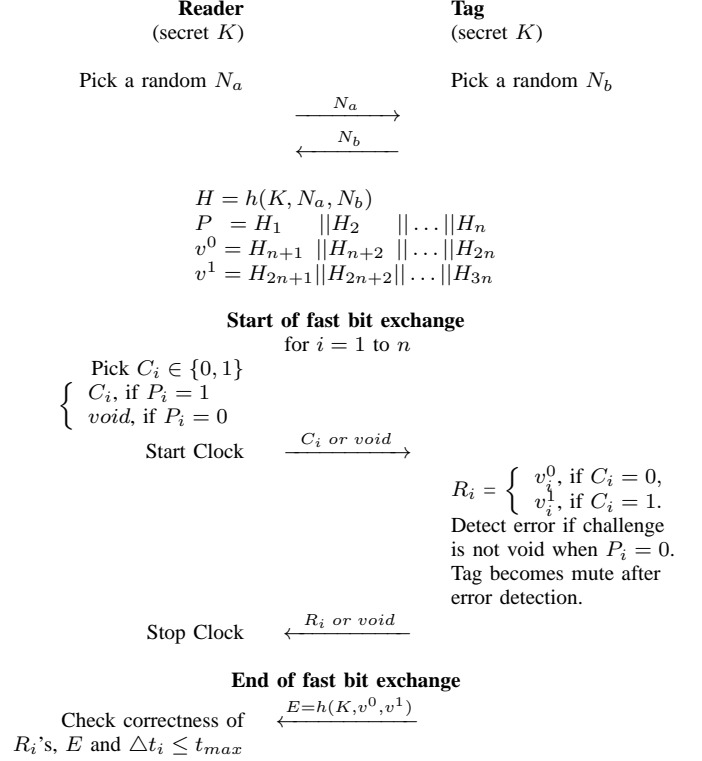 Reader Tag
(secret K) (secret K)
Pick a random N_a Pick a random N_b
N_a
N_b
H = h(K, N_a, N_b)
P = H_1 ||H_2 ||...||H_n
v^0 = H_{n+1} ||H_{n+2} ||...||H_{2n}
v^1 = H_{2n+1}||H_{2n+2}||...||H_{3n}
Start of fast bit exchange
for i = 1 to n
Pick C_i ∈ {0, 1}
{ C_i, if P_i = 1
void, if P_i = 0
Start Clock C_i or void
R_i = { v_i^0, if C_i = 0,
v_i^1, if C_i = 1.
Detect error if challenge
is not void when P_i = 0.
Tag becomes mute after
error detection.
Stop Clock R_i or void
End of fast bit exchange
E=h(K,v^0,v^1)
Check correctness of
R_i's, E and △t_i ≤ t_{max}